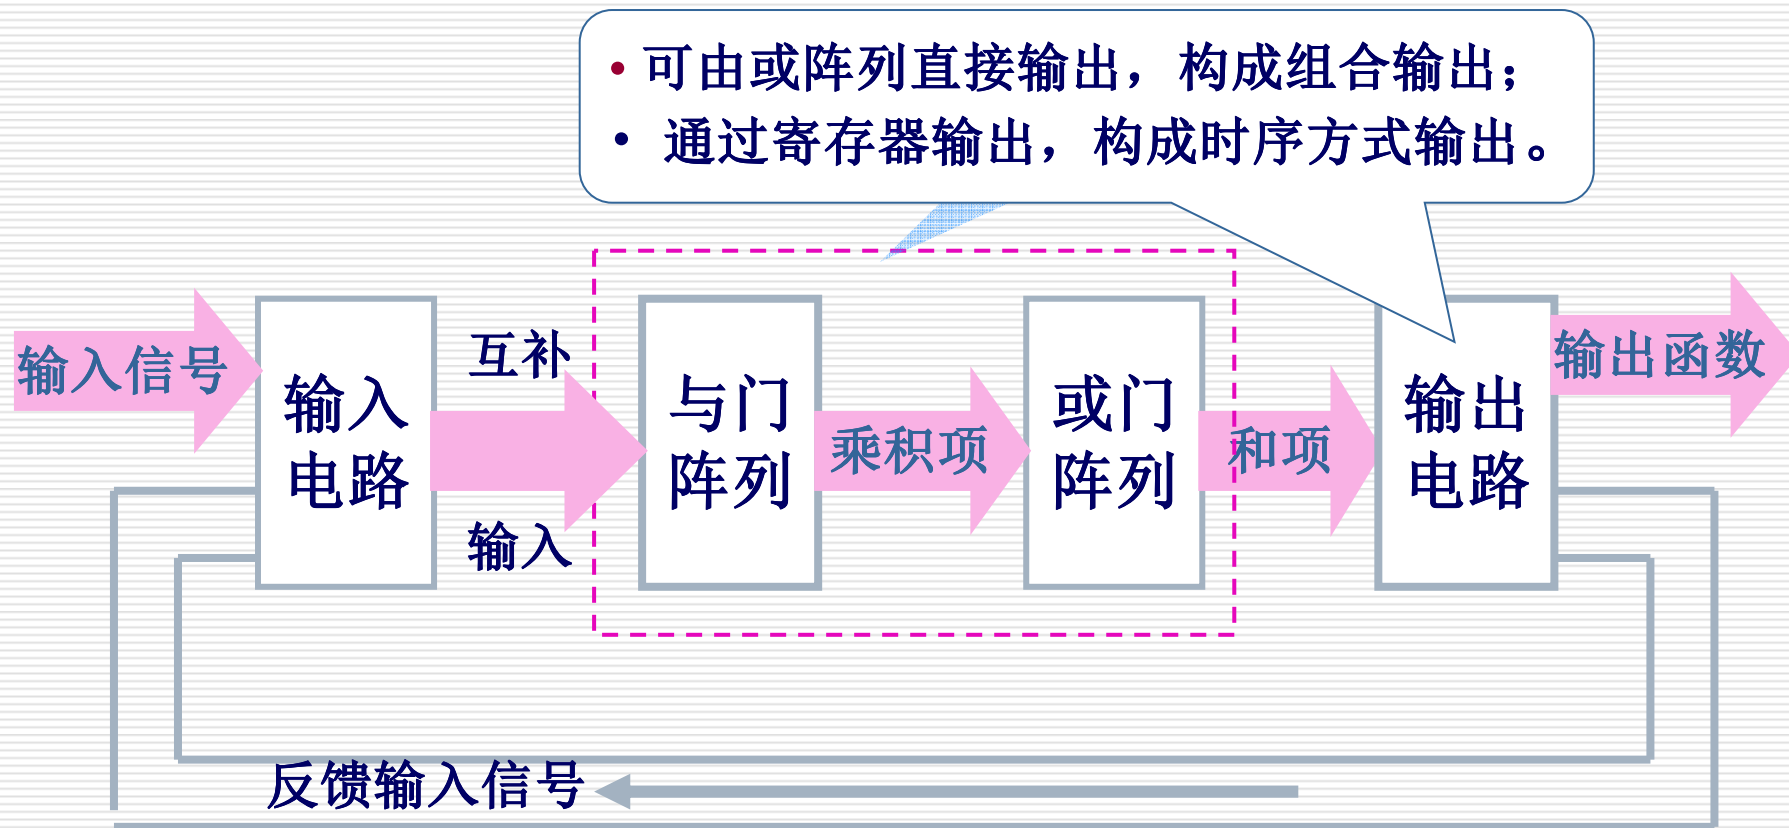 • 可由或阵列直接输出，构成组合输出；
• 通过寄存器输出，构成时序方式输出。
输入信号
输入
电路
互补
输入
与门
阵列
乘积项
或门
阵列
和项
输出
电路
输出函数
反馈输入信号